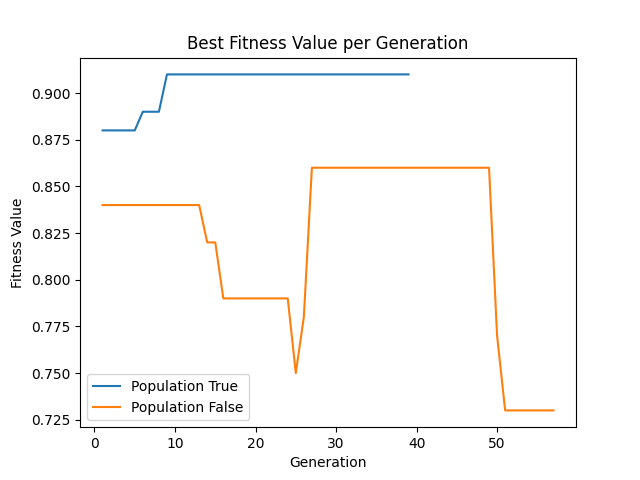 Best Fitness Value per Generation
Fitness Value
0.900
0.875
0.850
0.825
0.800
0.775
0.750
0.725
Population True
Population False
0 10 20 30 40 50
Generation